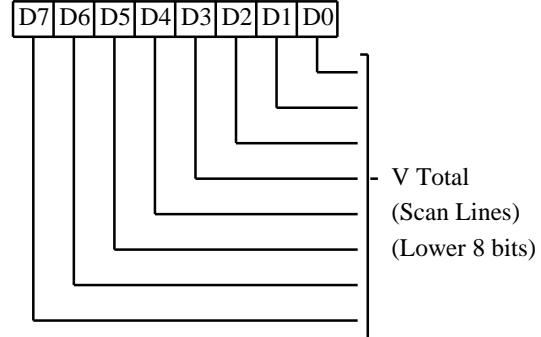 D7 D6 D5 D4 D3 D2 D1 D0
V Total
(Scan Lines)
(Lower 8 bits)